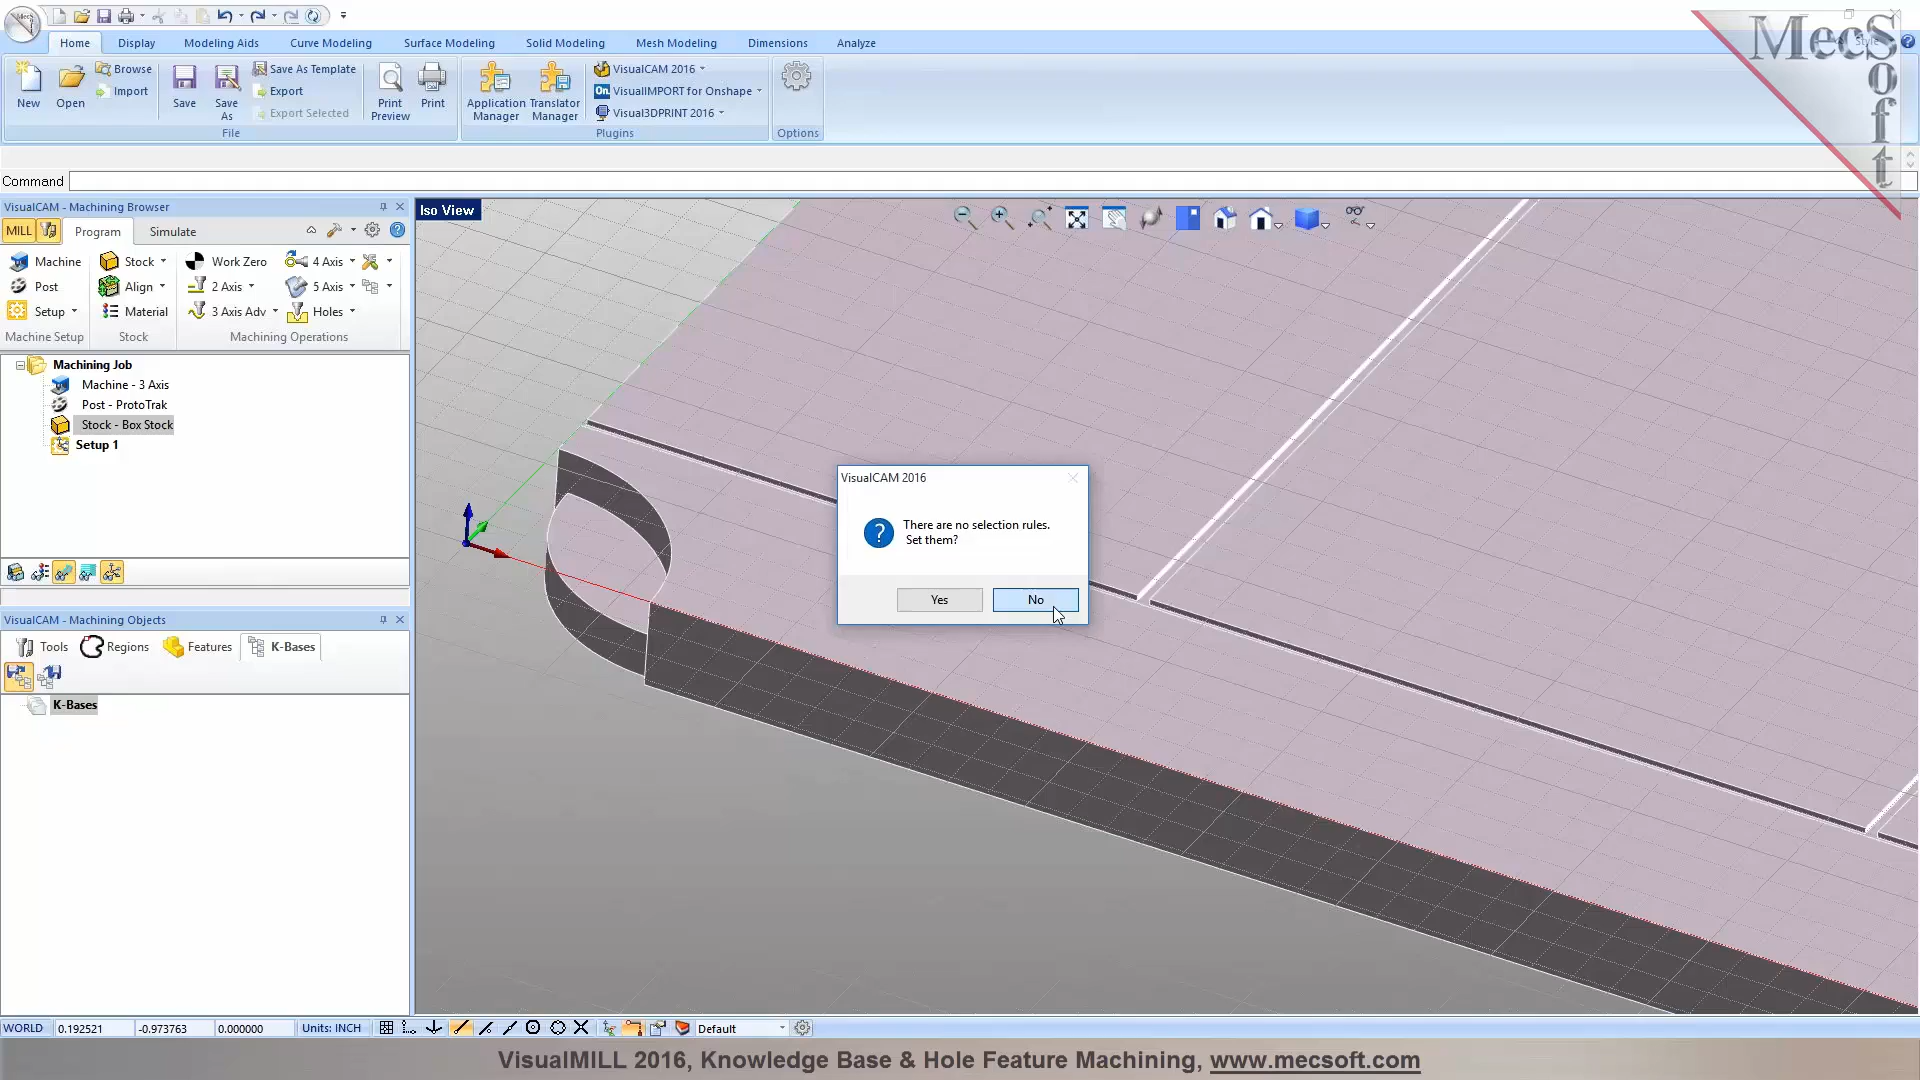 Home Display Modeling Aids Curve Modeling Surface Modeling Solid Modeling Mesh Modeling Dimensions Analyze Style
New
Open
Browse
Import
Save
Save As
Save As Template
Export
Export Selected
Print Preview
Print
File
Application Manager
Translator Manager
VisualCAM 2016
VisualIMPORT for Onshape
Visual3DPRINT 2016
Plugins
Options
MecSoft
Command
VisualCAM - Machining Browser
MILL Program Simulate
Machine Stock Work Zero 4 Axis
Post Align 2 Axis 5 Axis
Setup Material 3 Axis Adv Holes
Machine Setup Stock Machining Operations
Machining Job
Machine - 3 Axis
Post - ProtoTrak
Stock - Box Stock
Setup 1
VisualCAM - Machining Objects
Tools Regions Features K-Bases
K-Bases
Iso View
VisualCAM 2016
There are no selection rules.
Set them?
Yes No
WORLD 0.192521 -0.973763 0.000000 Units: INCH Default
VisualMILL 2016, Knowledge Base & Hole Feature Machining, www.mecsoft.com